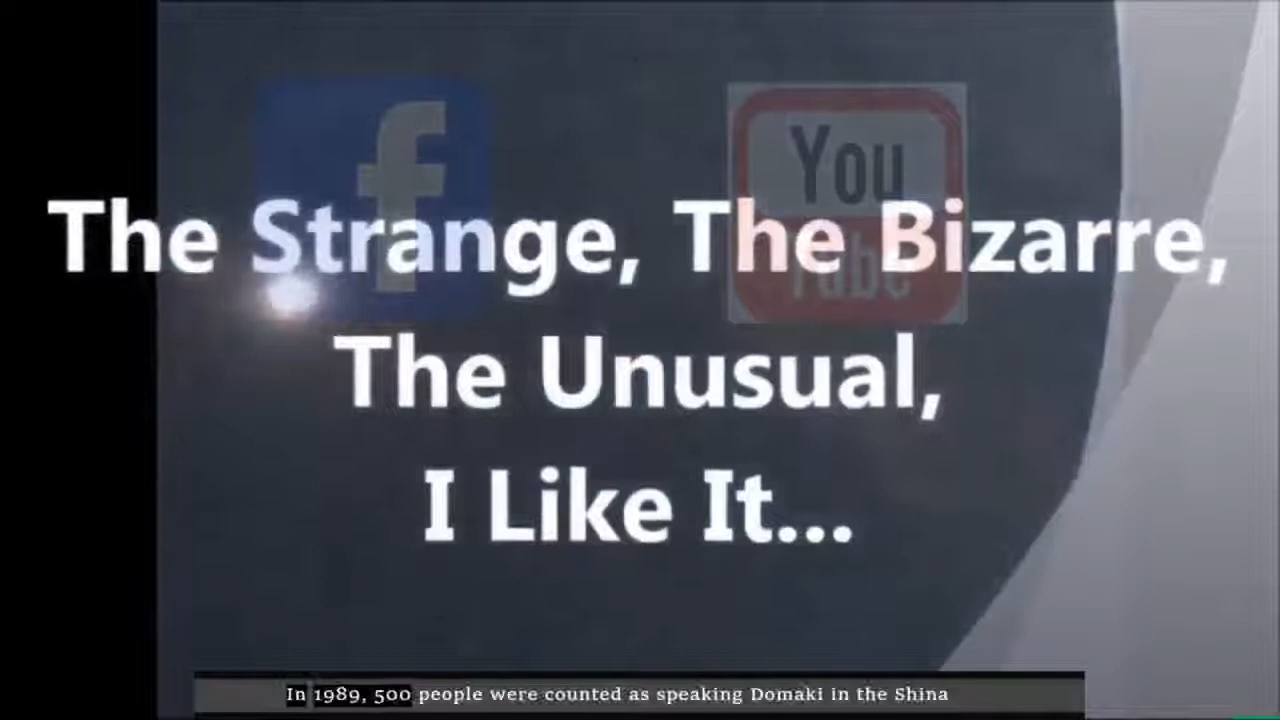 f
You
Tube
The Strange, The Bizarre,
The Unusual,
I Like It...
In 1989, 500 people were counted as speaking Domaki in the Shina